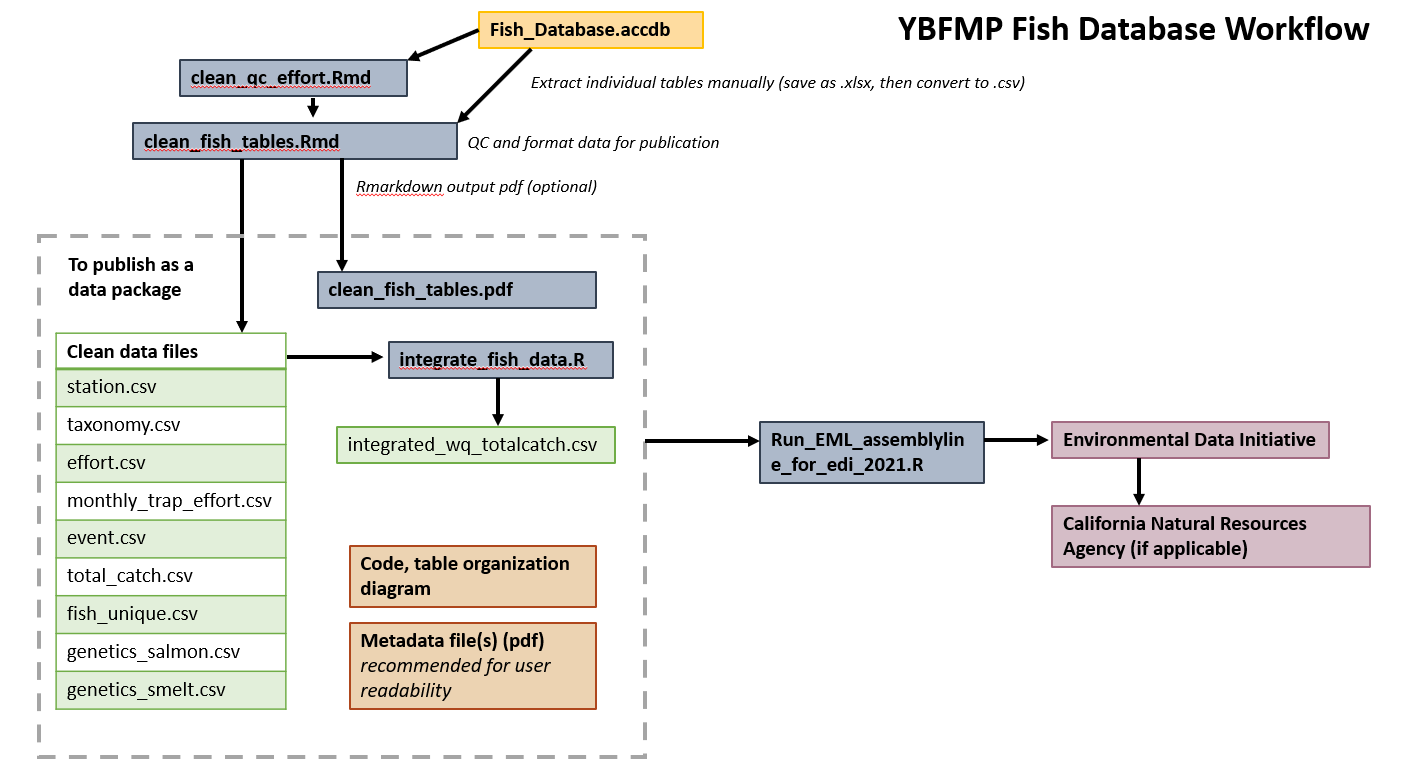 YBFMP Fish Database Workflow
Fish_Database.accdb
clean_qc_effort.Rmd
Extract individual tables manually (save as .xlsx, then convert to .csv)
clean_fish_tables.Rmd
QC and format data for publication
Rmarkdown output pdf (optional)
To publish as a
data package
clean_fish_tables.pdf
Clean data files
station.csv
taxonomy.csv
effort.csv
monthly_trap_effort.csv
event.csv
total_catch.csv
fish_unique.csv
genetics_salmon.csv
genetics_smelt.csv
integrate_fish_data.R
integrated_wq_totalcatch.csv
Code, table organization
diagram
Metadata file(s) (pdf)
recommended for user
readability
Run_EML_assemblylin
e_for_edi_2021.R
Environmental Data Initiative
California Natural Resources
Agency (if applicable)